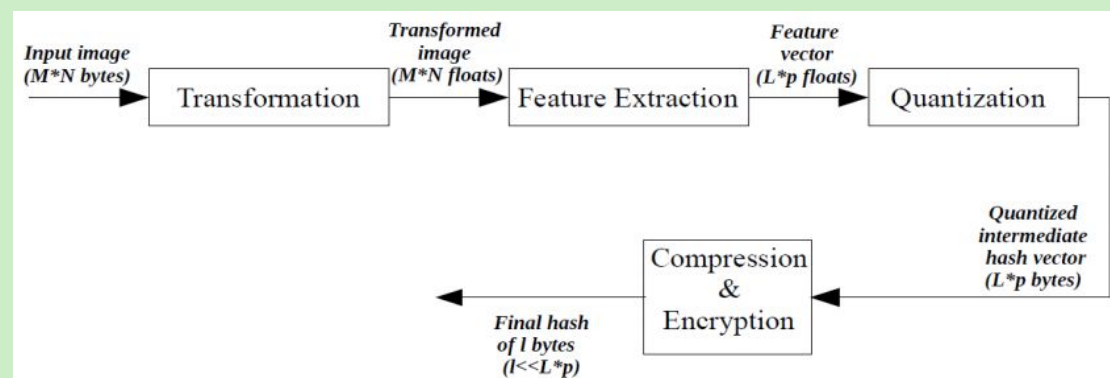 Input image
(M*N bytes)
Transformation
Transformed
image
(M*N floats)
Feature Extraction
Feature
vector
(L*p floats)
Quantization
Quantized
intermediate
hash vector
(L*p bytes)
Compression
&
Encryption
Final hash
of l bytes
(l<<L*p)